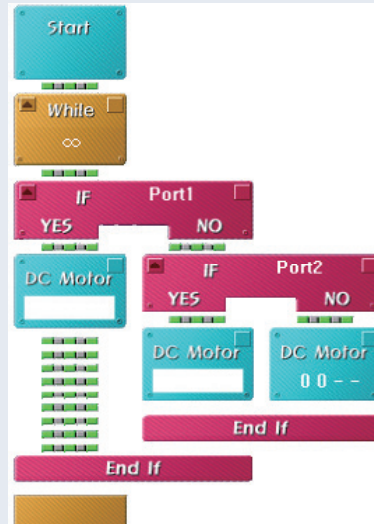 Start
While
∞
IF Port1
YES NO
DC Motor
IF Port2
YES NO
DC Motor DC Motor
0 0 - -
End If
End If